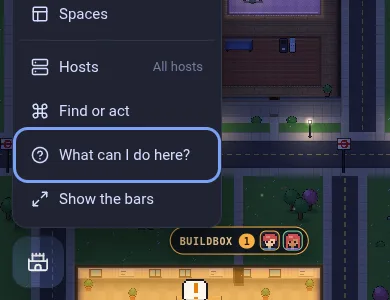 Spaces
Hosts All hosts
Find or act
What can I do here?
Show the bars
BUILDBOX 1
!